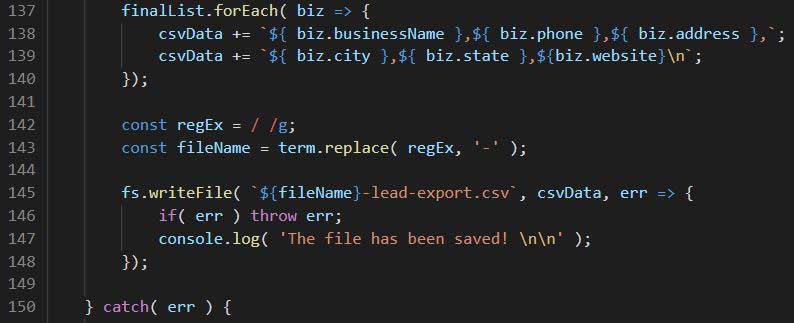 137 finalList.forEach( biz => {
138 csvData += `${ biz.businessName },${ biz.phone },${ biz.address },`;
139 csvData += `${ biz.city },${ biz.state },${biz.website}\n`;
140 });
141
142 const regEx = / /g;
143 const fileName = term.replace( regEx, '-' );
144
145 fs.writeFile( `${fileName}-lead-export.csv`, csvData, err => {
146 if( err ) throw err;
147 console.log( 'The file has been saved! \n\n' );
148 });
149
150 } catch( err ) {